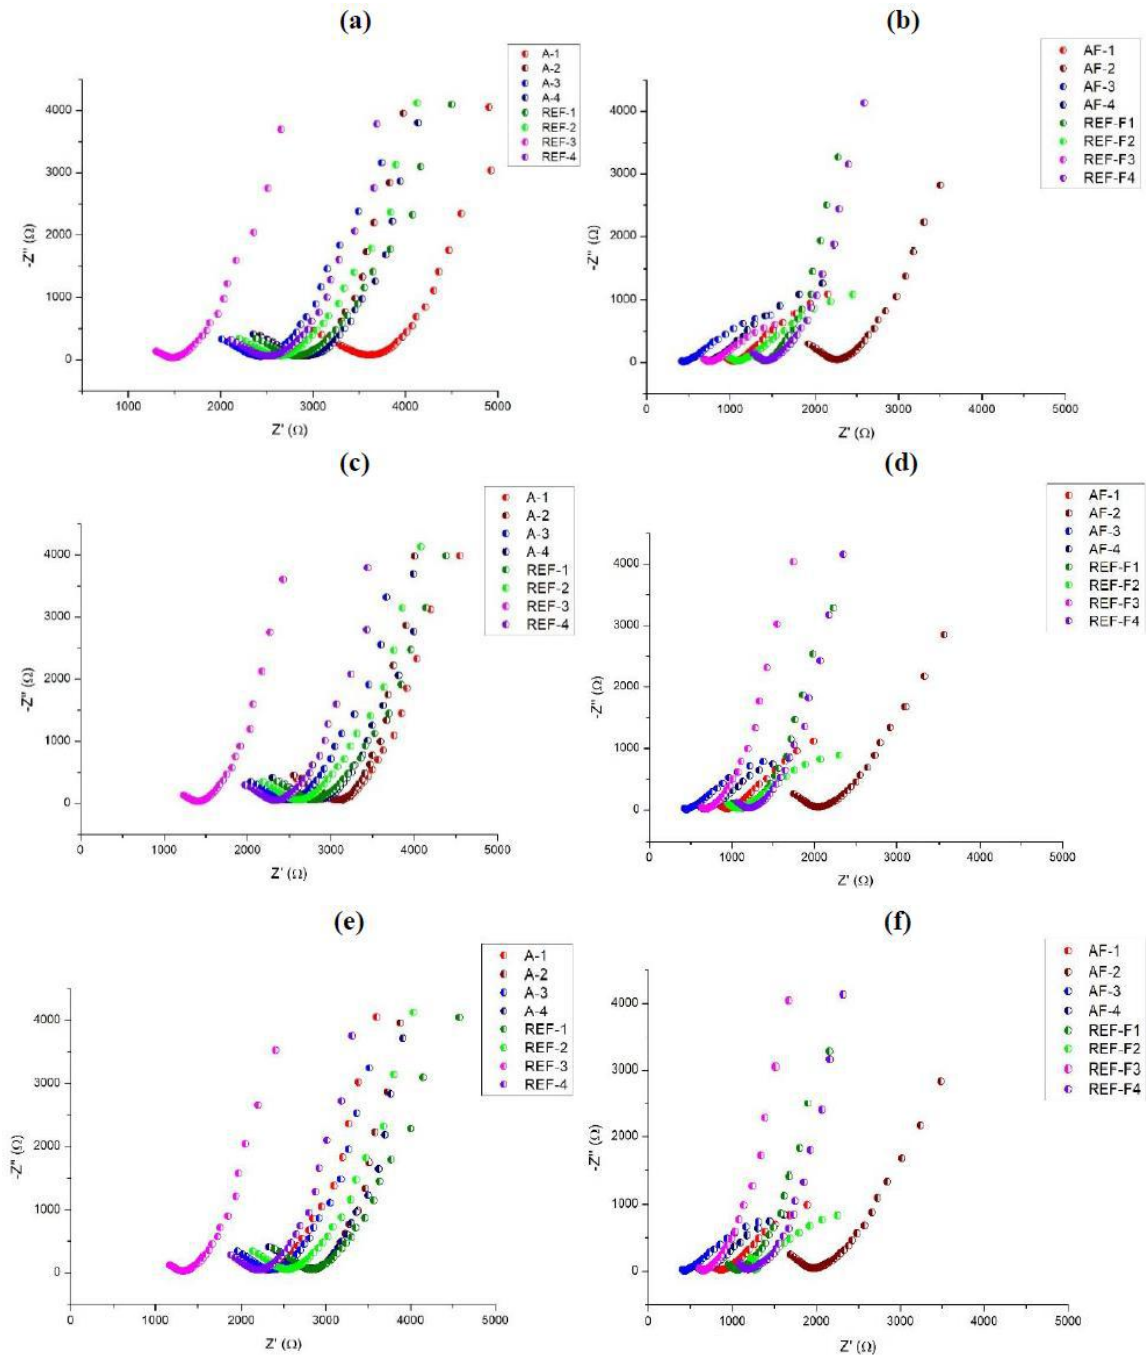 (a)
A-1
A-2
A-3
A-4
REF-1
REF-2
REF-3
REF-4
4000
3000
2000
1000
0
-Z" (Ω)
1000 2000 3000 4000 5000
Z' (Ω)
(b)
AF-1
AF-2
AF-3
AF-4
REF-F1
REF-F2
REF-F3
REF-F4
4000
3000
2000
1000
0
-Z" (Ω)
0 1000 2000 3000 4000 5000
Z' (Ω)
(c)
A-1
A-2
A-3
A-4
REF-1
REF-2
REF-3
REF-4
4000
3000
2000
1000
0
-Z" (Ω)
0 1000 2000 3000 4000 5000
Z' (Ω)
(d)
AF-1
AF-2
AF-3
AF-4
REF-F1
REF-F2
REF-F3
REF-F4
4000
3000
2000
1000
0
-Z" (Ω)
0 1000 2000 3000 4000 5000
Z' (Ω)
(e)
A-1
A-2
A-3
A-4
REF-1
REF-2
REF-3
REF-4
4000
3000
2000
1000
0
-Z" (Ω)
0 1000 2000 3000 4000 5000
Z' (Ω)
(f)
AF-1
AF-2
AF-3
AF-4
REF-F1
REF-F2
REF-F3
REF-F4
4000
3000
2000
1000
0
-Z" (Ω)
0 1000 2000 3000 4000 5000
Z' (Ω)